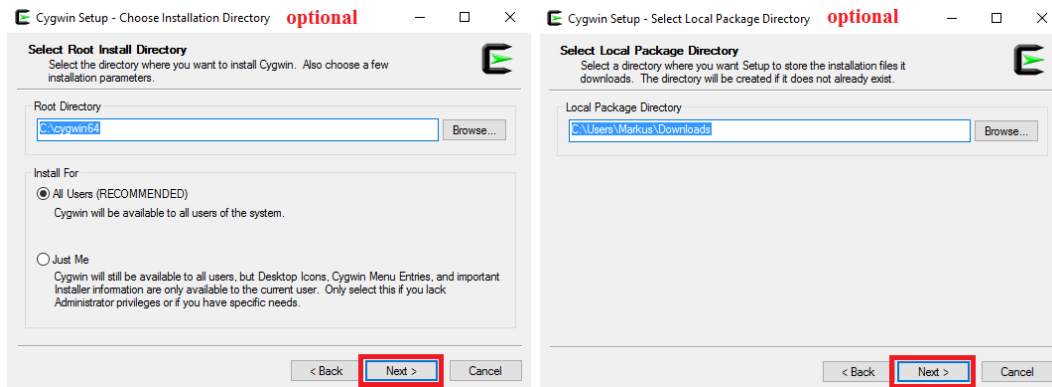 Cygwin Setup - Choose Installation Directory optional
Select Root Install Directory
Select the directory where you want to install Cygwin. Also choose a few
installation parameters.
Root Directory
C:\cygwin64
Browse...
Install For
All Users (RECOMMENDED)
Cygwin will be available to all users of the system.
Just Me
Cygwin will still be available to all users, but Desktop Icons, Cygwin Menu Entries, and important
Installer information are only available to the current user. Only select this if you lack
Administrator privileges or if you have specific needs.
< Back Next > Cancel
Cygwin Setup - Select Local Package Directory optional
Select Local Package Directory
Select a directory where you want Setup to store the installation files it
downloads. The directory will be created if it does not already exist.
Local Package Directory
C:\Users\Markus\Downloads
Browse...
< Back Next > Cancel